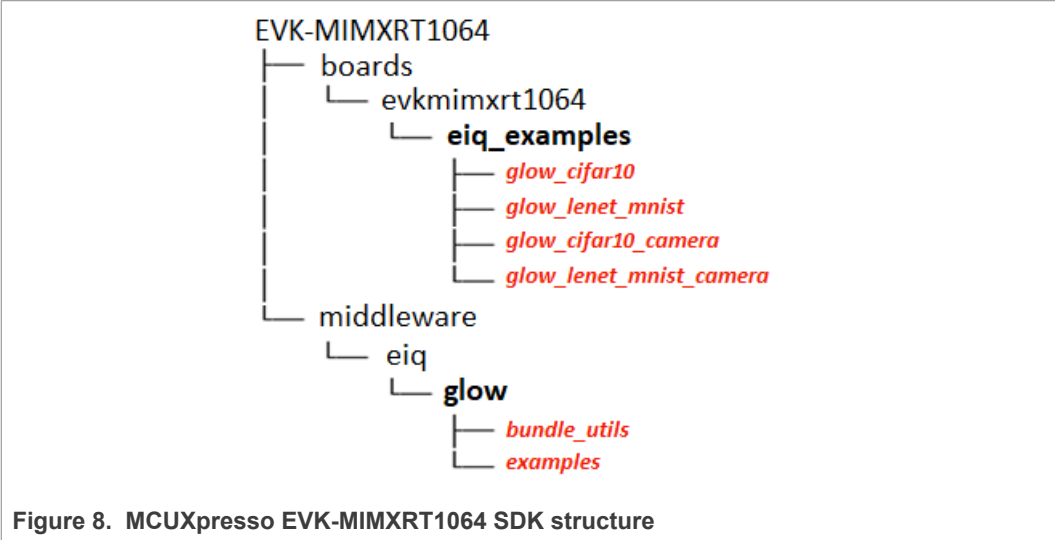 EVK-MIMXRT1064
boards
evkmimxrt1064
eiq_examples
glow_cifar10
glow_lenet_mnist
glow_cifar10_camera
glow_lenet_mnist_camera
middleware
eiq
glow
bundle_utils
examples
Figure 8. MCUXpresso EVK-MIMXRT1064 SDK structure